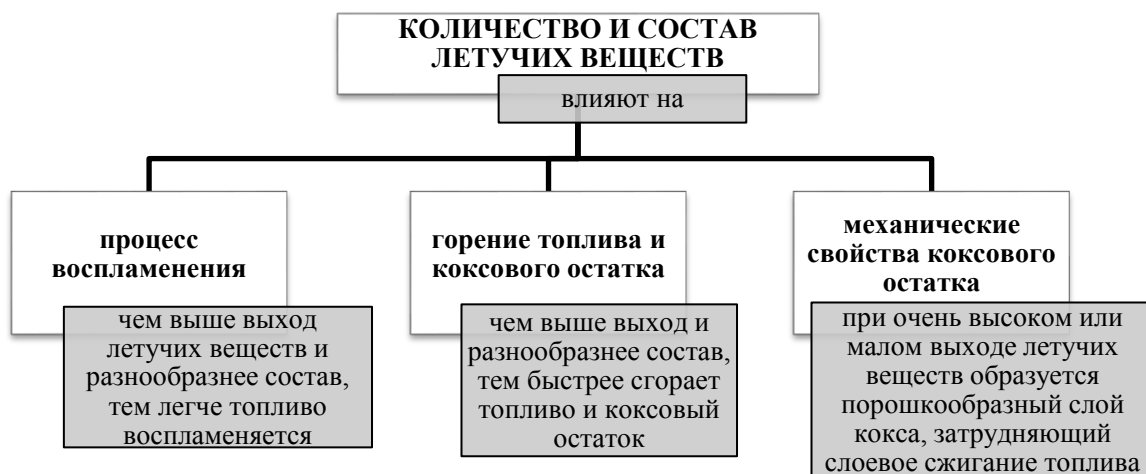 КОЛИЧЕСТВО И СОСТАВ
ЛЕТУЧИХ ВЕЩЕСТВ
влияют на
процесс
воспламенения
чем выше выход
летучих веществ и
разнообразнее состав,
тем легче топливо
воспламеняется
горение топлива и
коксового остатка
чем выше выход и
разнообразнее состав,
тем быстрее сгорает
топливо и коксовый
остаток
механические
свойства коксового
остатка
при очень высоком или
малом выходе летучих
веществ образуется
порошкообразный слой
кокса, затрудняющий
слоевое сжигание топлива